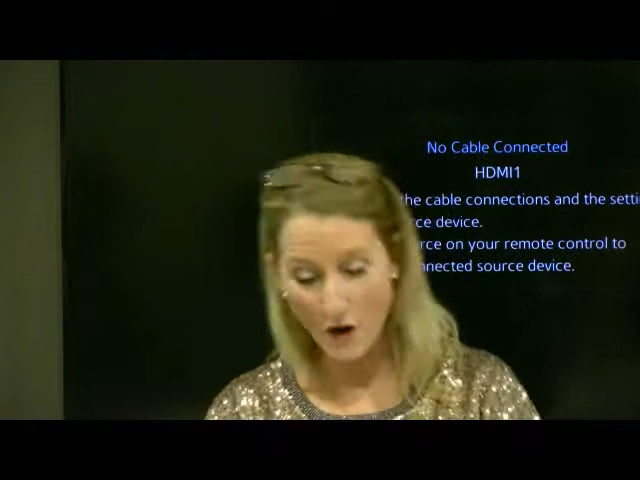 No Cable Connected
HDMI1
the cable connections and the setti
ce device.
rce on your remote control to
nnected source device.